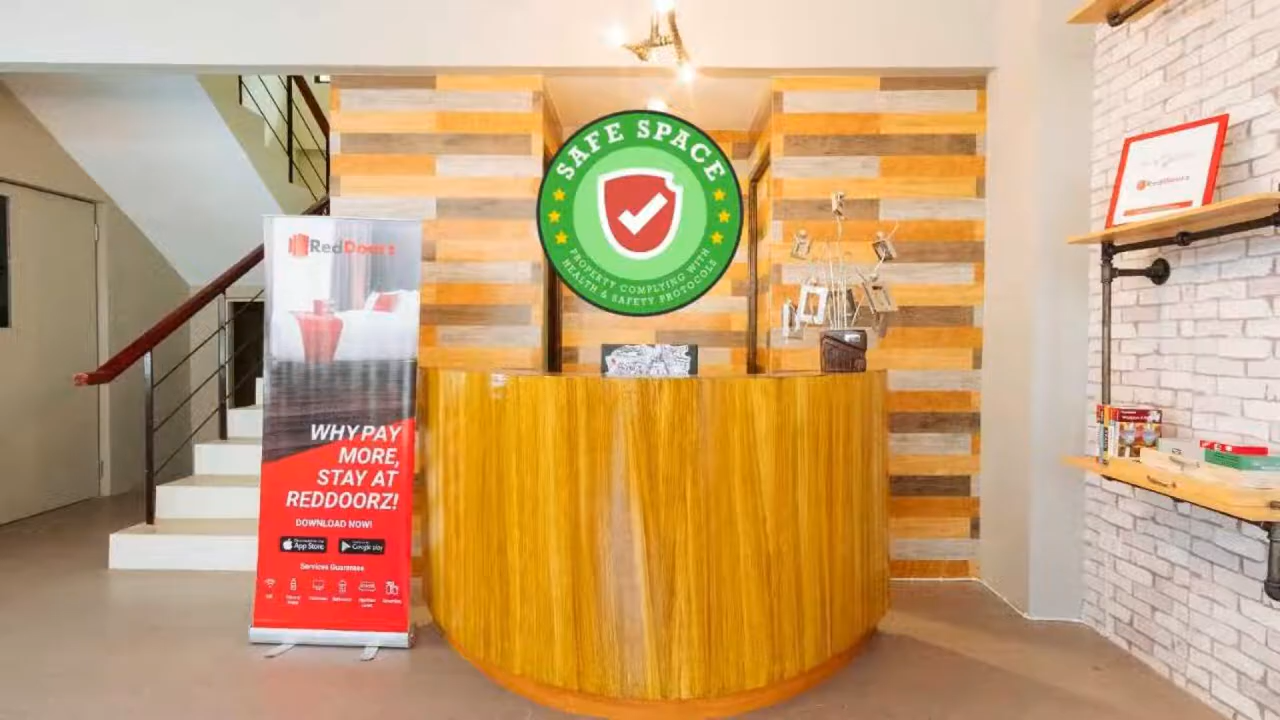 SAFE SPACE
PROPERTY COMPLYING WITH
HEALTH & SAFETY PROTOCOLS
RedDoorz
WHY PAY
MORE,
STAY AT
REDDOORZ!
DOWNLOAD NOW!
App Store
Google play
Services Guarantee
RedDoorz